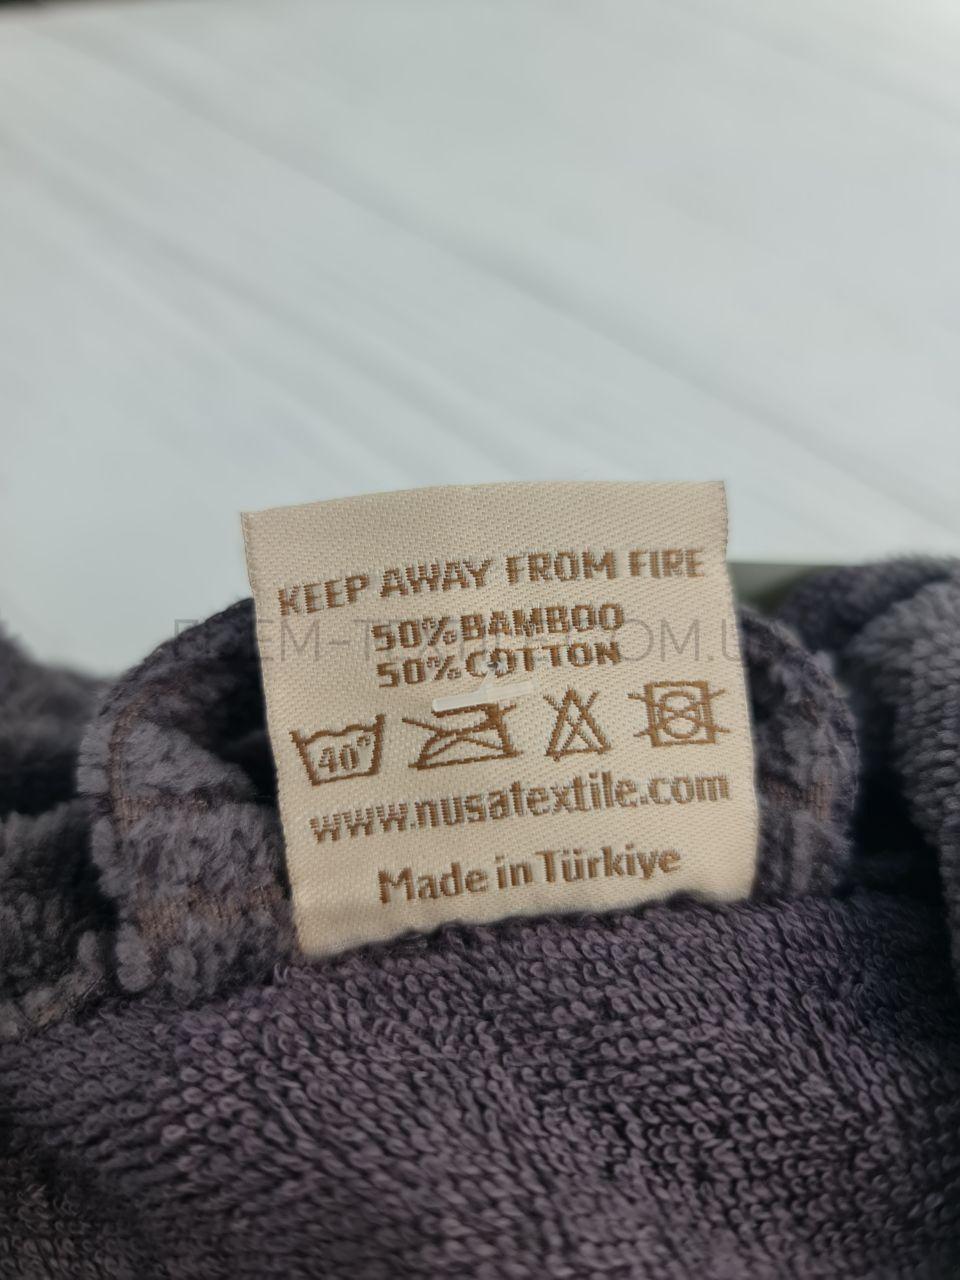 KEEP AWAY FROM FIRE
50% BAMBOO
50% COTTON
40°
www.nusatextile.com
Made in Türkiye